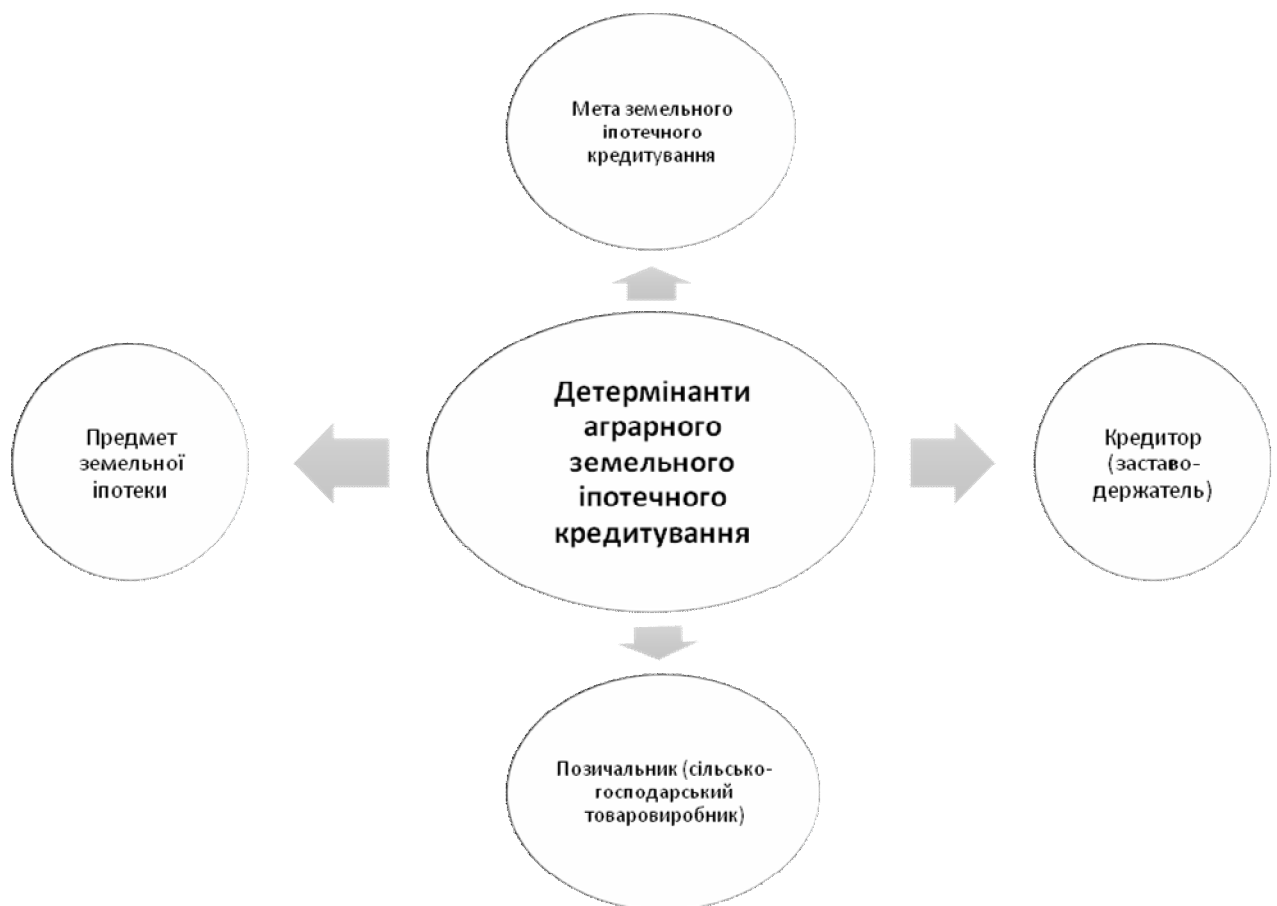 Мета земельного
іпотечного
кредитування
Детермінанти
аграрного
земельного
іпотечного
кредитування
Предмет
земельної
іпотеки
Кредитор
(заставо-
держатель)
Позичальник (сільсько-
господарський
товаровиробник)